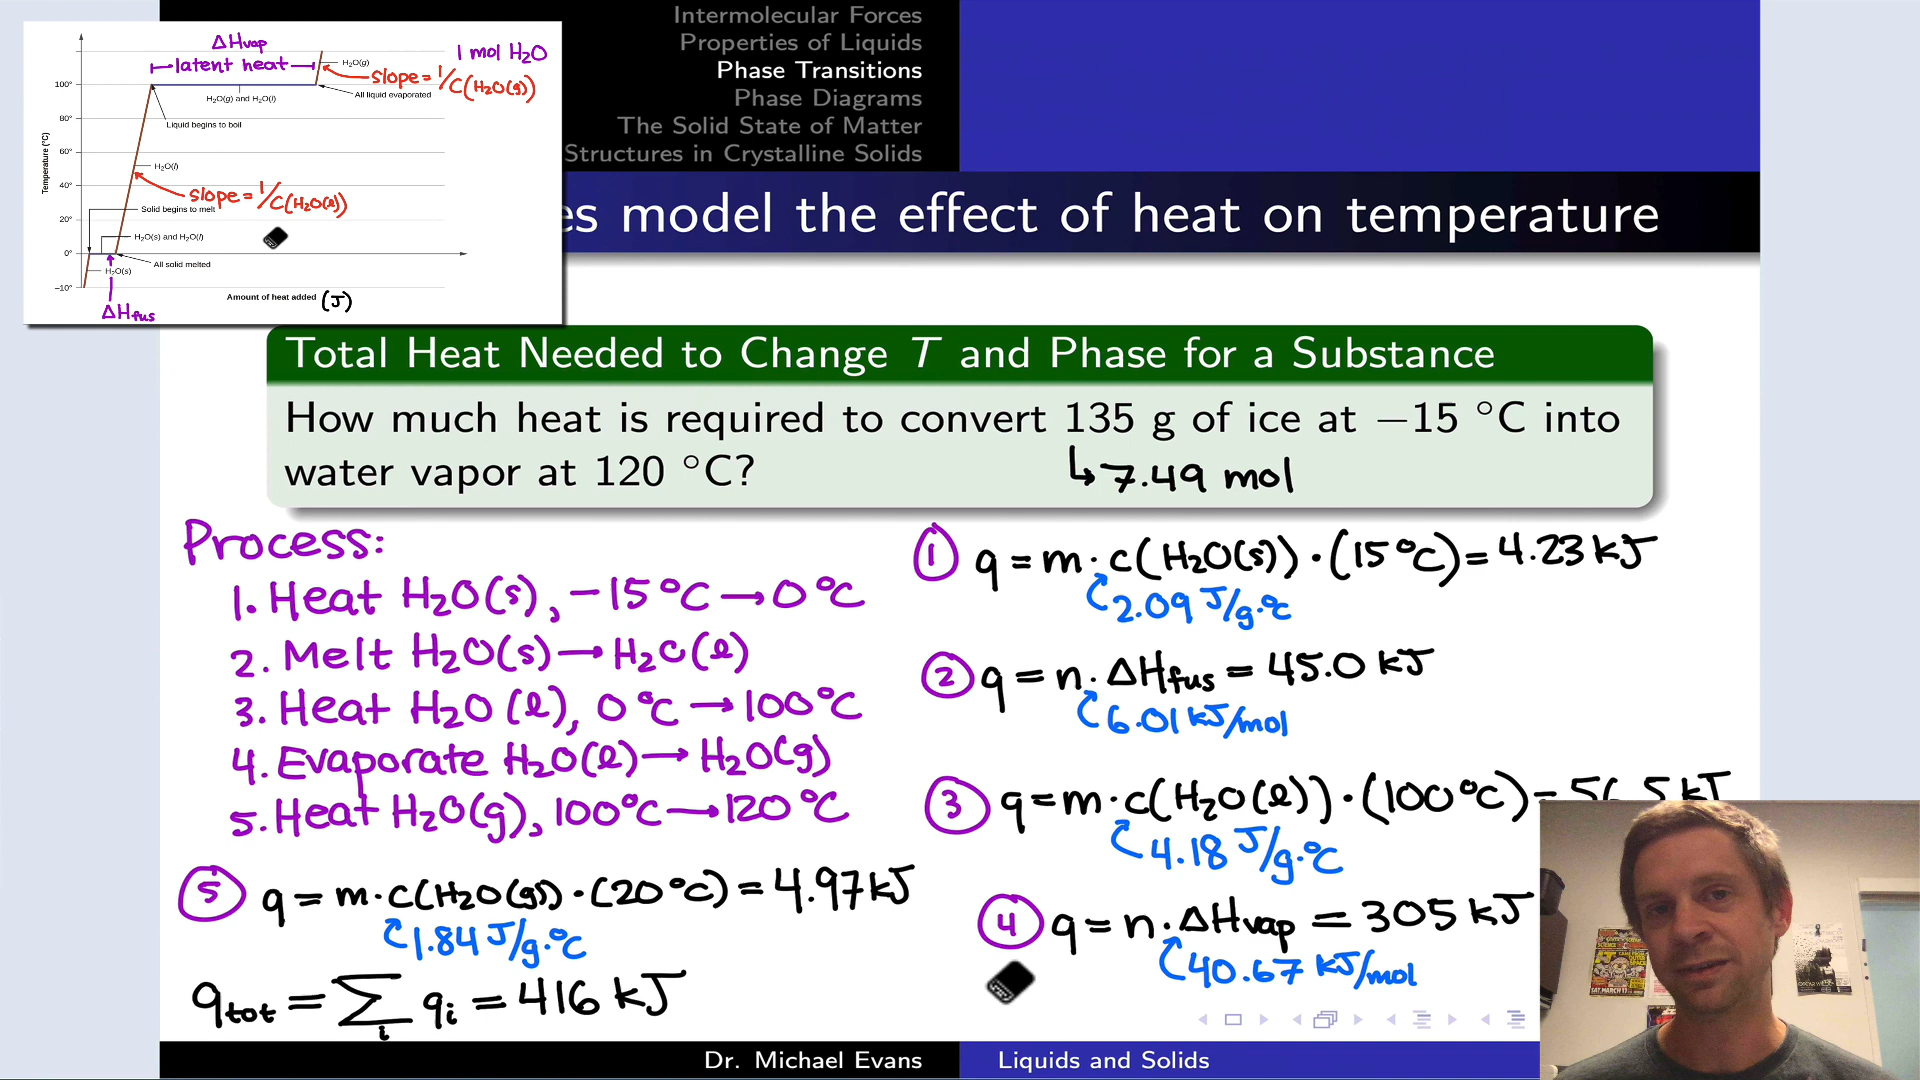 Intermolecular Forces
Properties of Liquids
Phase Transitions
Phase Diagrams
The Solid State of Matter
Structures in Crystalline Solids
ΔHvap
latent heat
1 mol H₂O
H₂O(g)
slope = 1/C(H₂O(g))
100°
H₂O(g) and H₂O(l)
All liquid evaporated
80°
Liquid begins to boil
60°
H₂O(l)
40°
slope = 1/C(H₂O(l))
Solid begins to melt
20°
H₂O(s) and H₂O(l)
0°
All solid melted
H₂O(s)
−10°
Temperature (°C)
Amount of heat added (J)
ΔHfus
es model the effect of heat on temperature
Total Heat Needed to Change T and Phase for a Substance
How much heat is required to convert 135 g of ice at −15 °C into
water vapor at 120 °C?
↳7.49 mol
Process:
1. Heat H₂O(s), −15°C → 0°C
2. Melt H₂O(s) → H₂O(l)
3. Heat H₂O(l), 0°C → 100°C
4. Evaporate H₂O(l) → H₂O(g)
5. Heat H₂O(g), 100°C → 120°C
① q = m·c(H₂O(s))·(15°C) = 4.23 kJ
2.09 J/g·°C
② q = n·ΔHfus = 45.0 kJ
6.01 kJ/mol
③ q = m·c(H₂O(l))·(100°C) = 56.5 kJ
4.18 J/g·°C
④ q = n·ΔHvap = 305 kJ
40.67 kJ/mol
⑤ q = m·c(H₂O(g))·(20°C) = 4.97 kJ
1.84 J/g·°C
qtot = Σi qi = 416 kJ
Dr. Michael Evans
Liquids and Solids